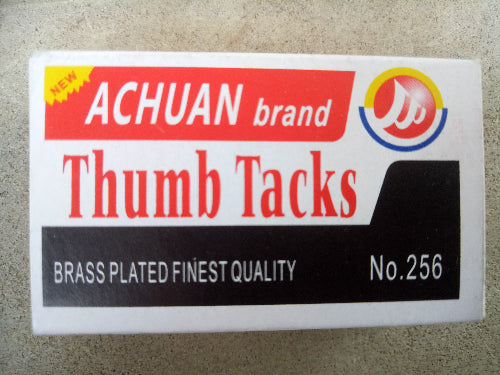 NEW
ACHUAN brand
Thumb Tacks
BRASS PLATED FINEST QUALITY No.256